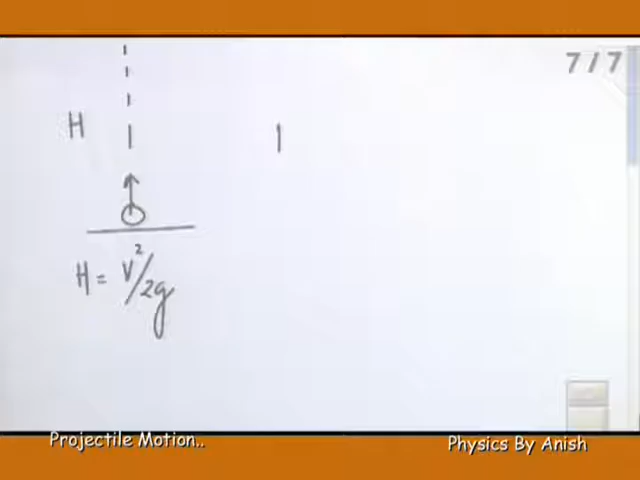 7 / 7
H
H = V²/2g
Projectile Motion..
Physics By Anish